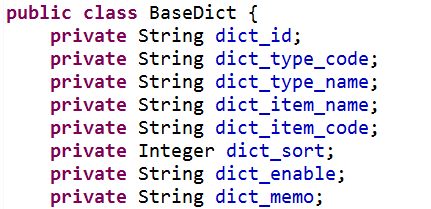 public class BaseDict {
private String dict_id;
private String dict_type_code;
private String dict_type_name;
private String dict_item_name;
private String dict_item_code;
private Integer dict_sort;
private String dict_enable;
private String dict_memo;